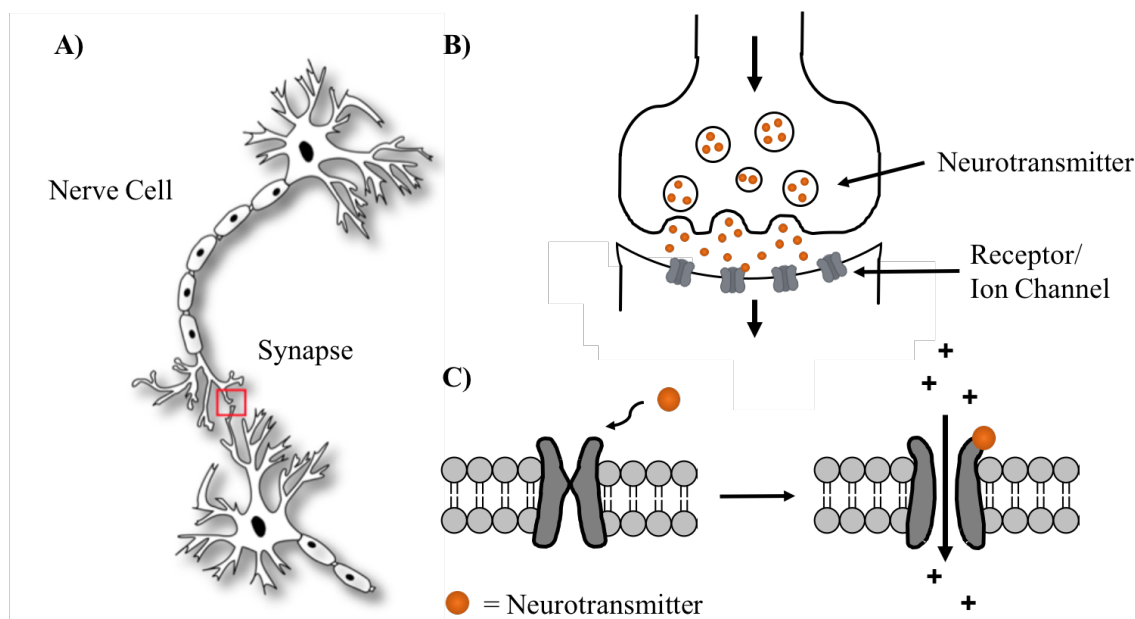 A)
Nerve Cell
Synapse
B)
Neurotransmitter
Receptor/
Ion Channel
C)
+
+
+
+
+
= Neurotransmitter